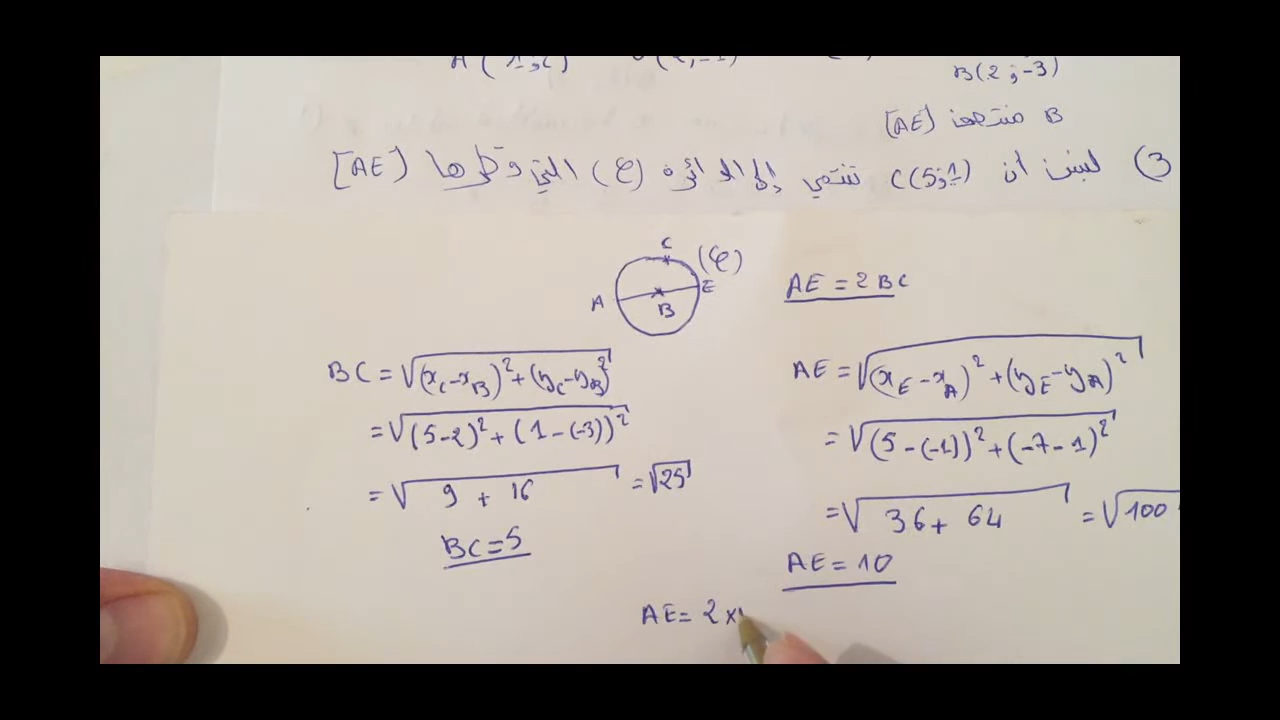 B(2 ; -3)
B منتصف [AE]
3) لنبين أن C(5;1) تنتمي إلى الدائرة (C) التي قطرها [AE]
C
(C)
A
B
E
AE = 2BC
BC = √(x_C - x_B)² + (y_C - y_B)²
= √(5-2)² + (1-(-3))²
= √9 + 16 = √25
BC = 5
AE = √(x_E - x_A)² + (y_E - y_A)²
= √(5-(-1))² + (-7-1)²
= √36 + 64 = √100
AE = 10
AE = 2 ×